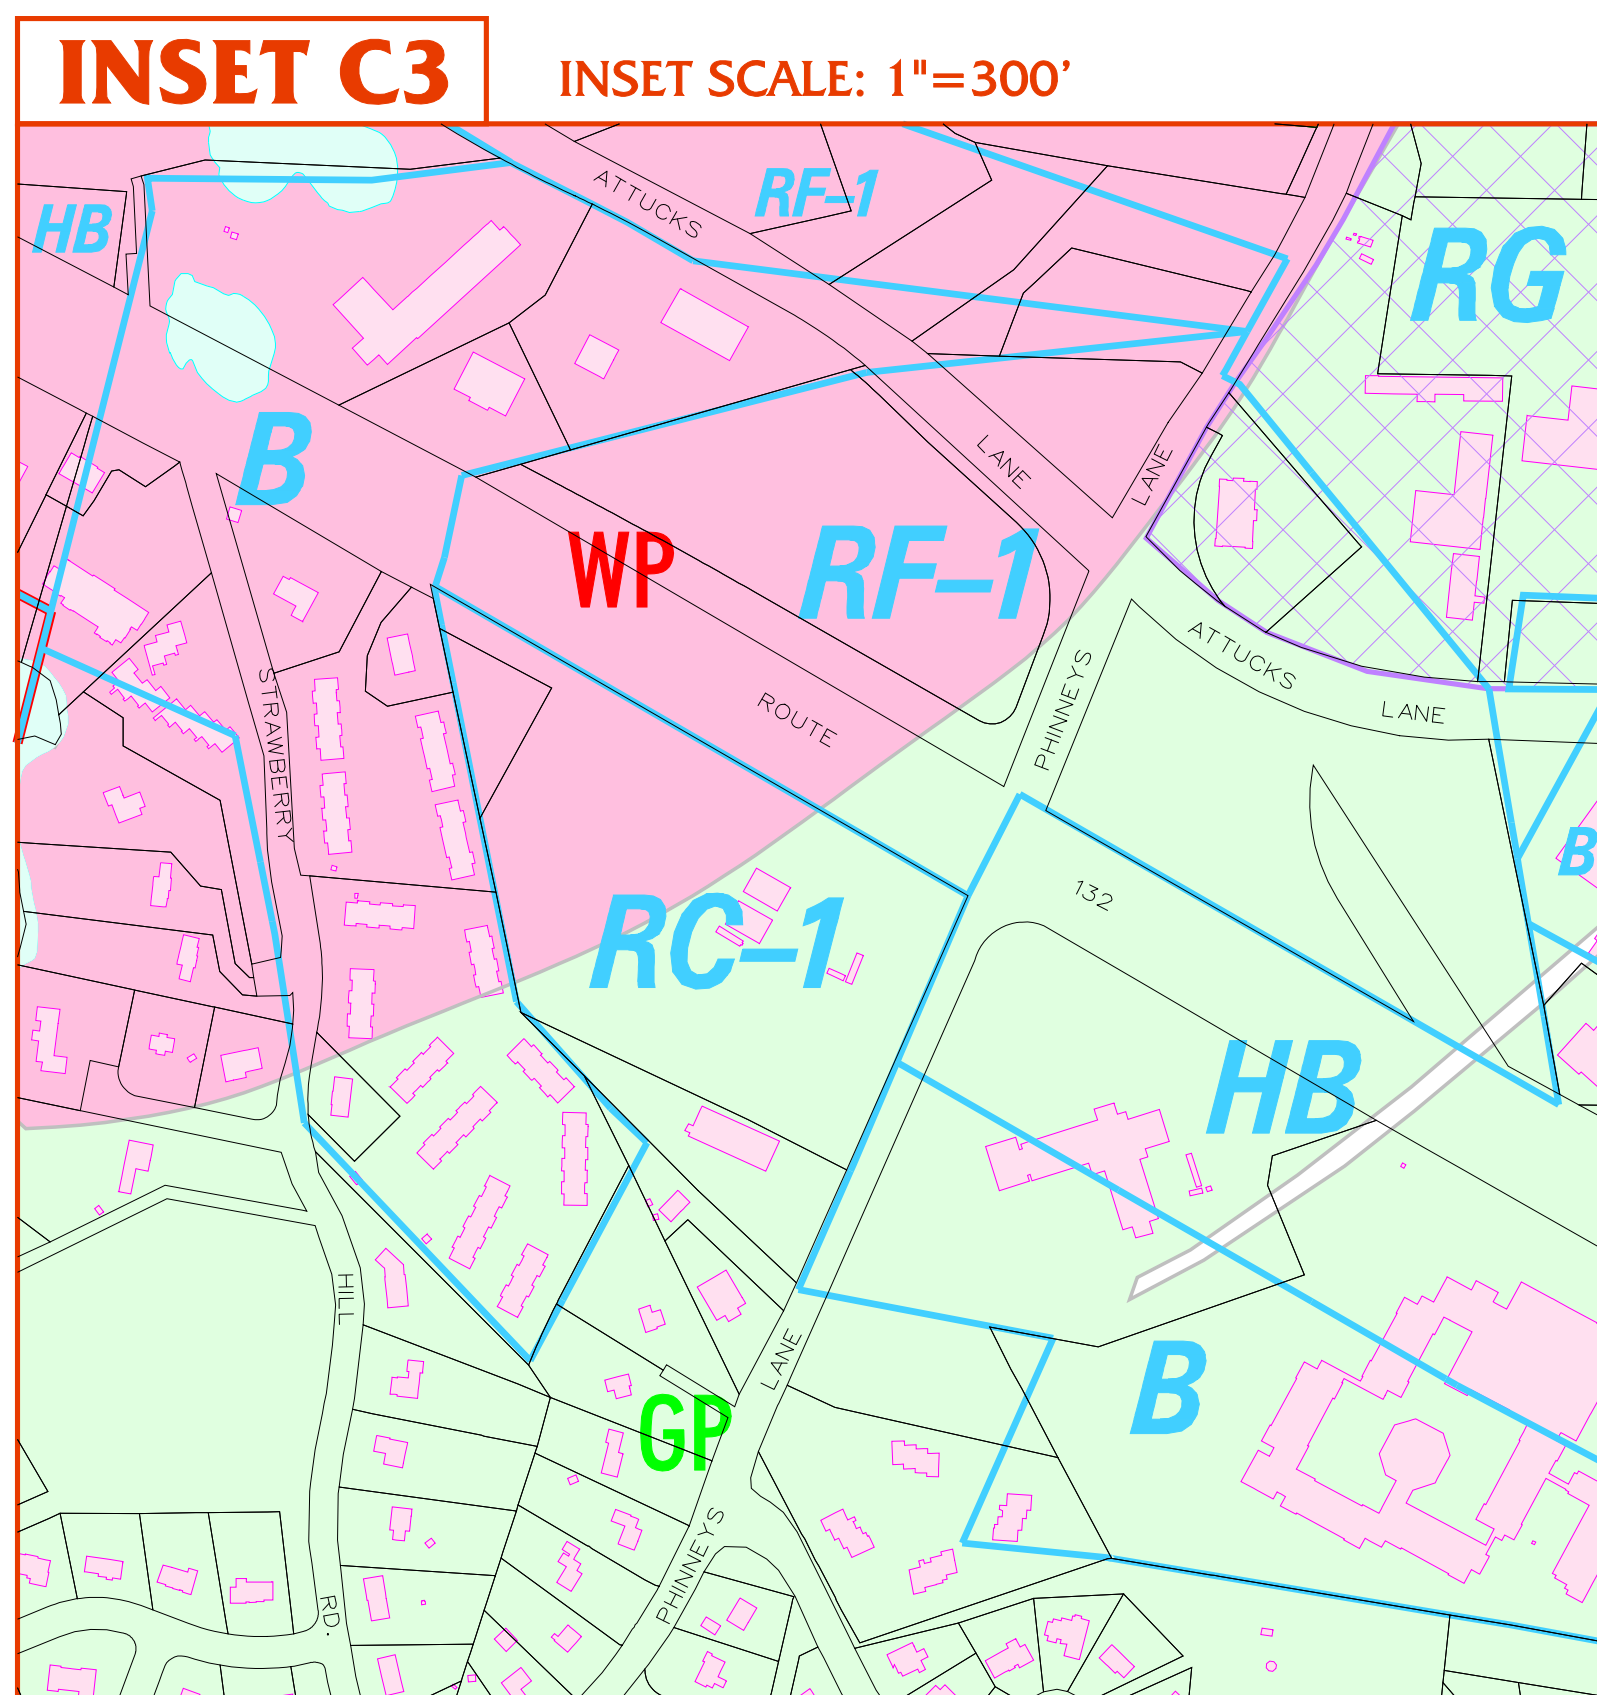 INSET C3
INSET SCALE: 1"=300'
RF-1
ATTUCKS
HB
RG
B
LANE
LANE
WP
RF-1
ATTUCKS
PHINNEYS
STRAWBERRY
ROUTE
LANE
B
RC-1
132
HB
HILL
LANE
B
GP
PHINNEYS
RD.